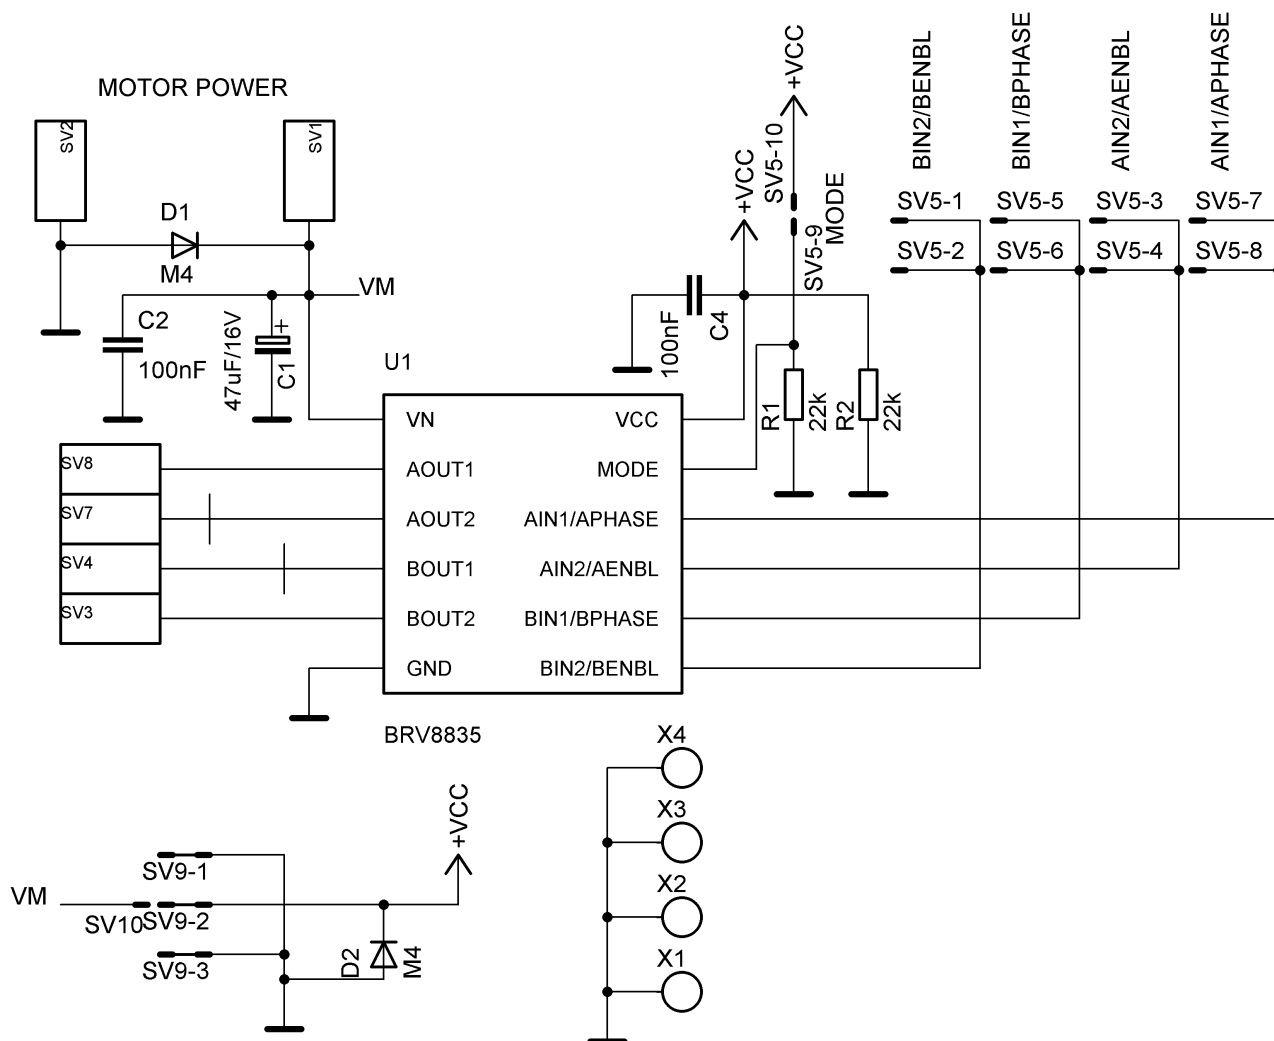 MOTOR POWER
SV2
SV1
D1
M4
VM
C2
100nF
47uF/16V
+
C1
+VCC
SV5-10
MODE
SV5-9
+VCC
100nF
C4
R1
22k
R2
22k
BIN2/BENBL
BIN1/BPHASE
AIN2/AENBL
AIN1/APHASE
SV5-1
SV5-5
SV5-3
SV5-7
SV5-2
SV5-6
SV5-4
SV5-8
U1
VN
VCC
AOUT1
MODE
AOUT2
AIN1/APHASE
BOUT1
AIN2/AENBL
BOUT2
BIN1/BPHASE
GND
BIN2/BENBL
BRV8835
SV8
SV7
SV4
SV3
+VCC
SV9-1
VM
SV10
SV9-2
SV9-3
D2
M4
X4
X3
X2
X1